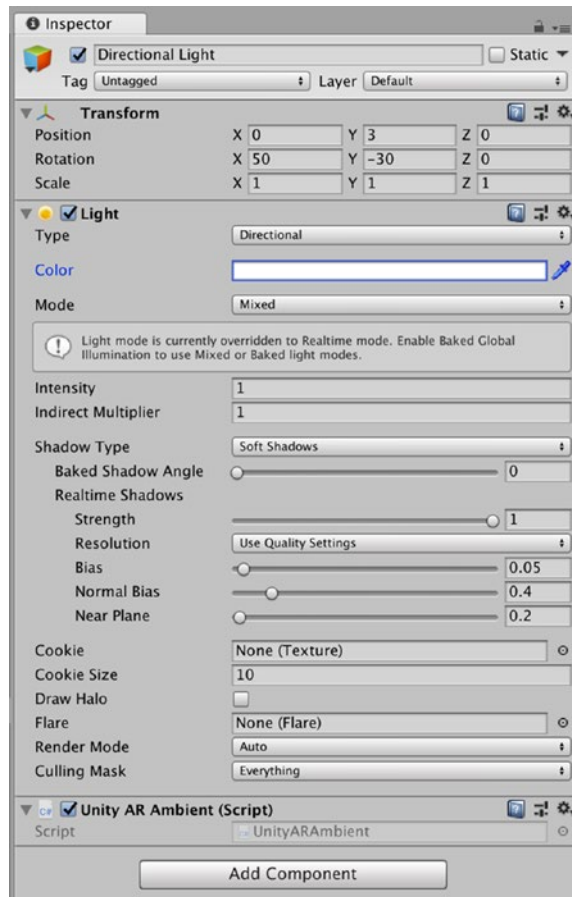 Inspector
Directional Light Static
Tag Untagged Layer Default
Transform
Position X 0 Y 3 Z 0
Rotation X 50 Y -30 Z 0
Scale X 1 Y 1 Z 1
Light
Type Directional
Color
Mode Mixed
Light mode is currently overridden to Realtime mode. Enable Baked Global
Illumination to use Mixed or Baked light modes.
Intensity 1
Indirect Multiplier 1
Shadow Type Soft Shadows
Baked Shadow Angle 0
Realtime Shadows
Strength 1
Resolution Use Quality Settings
Bias 0.05
Normal Bias 0.4
Near Plane 0.2
Cookie None (Texture)
Cookie Size 10
Draw Halo
Flare None (Flare)
Render Mode Auto
Culling Mask Everything
C# Unity AR Ambient (Script)
Script UnityARAmbient
Add Component